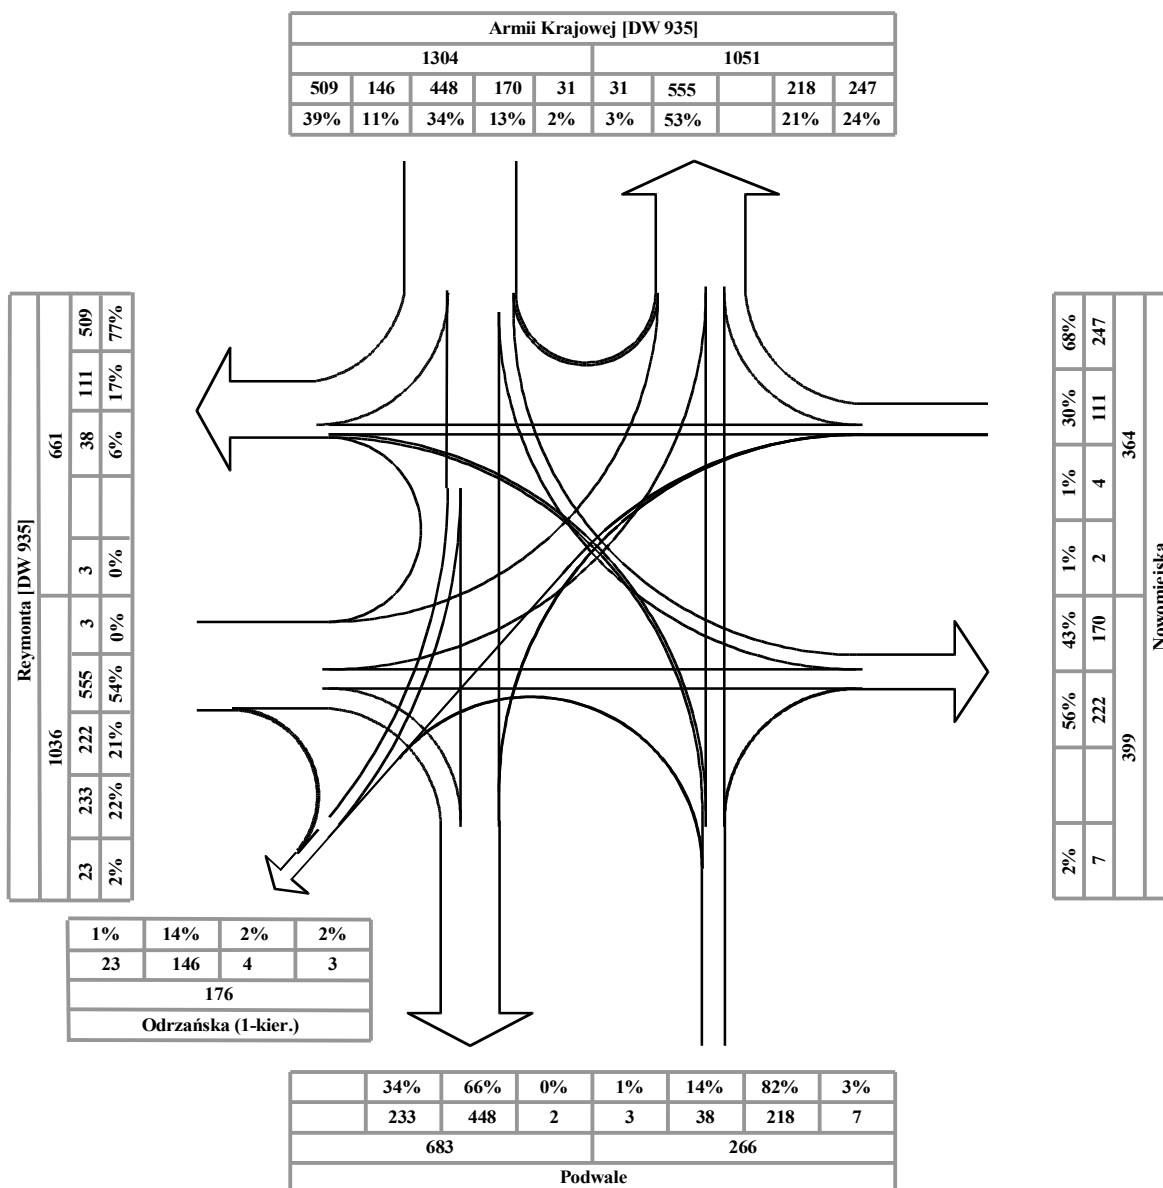 Armii Krajowej [DW 935]
1304 1051
509 146 448 170 31 31 555 218 247
39% 11% 34% 13% 2% 3% 53% 21% 24%
Reymonta [DW 935]
661 1036
509 111 38 3 3 555 222 233 23
77% 17% 6% 0% 0% 54% 21% 22% 2%
68% 30% 1% 1% 43% 56% 2%
247 111 4 2 170 222 7
364 399
Nowomiejska
1% 14% 2% 2%
23 146 4 3
176
Odrzańska (1-kier.)
34% 66% 0% 1% 14% 82% 3%
233 448 2 3 38 218 7
683 266
Podwale